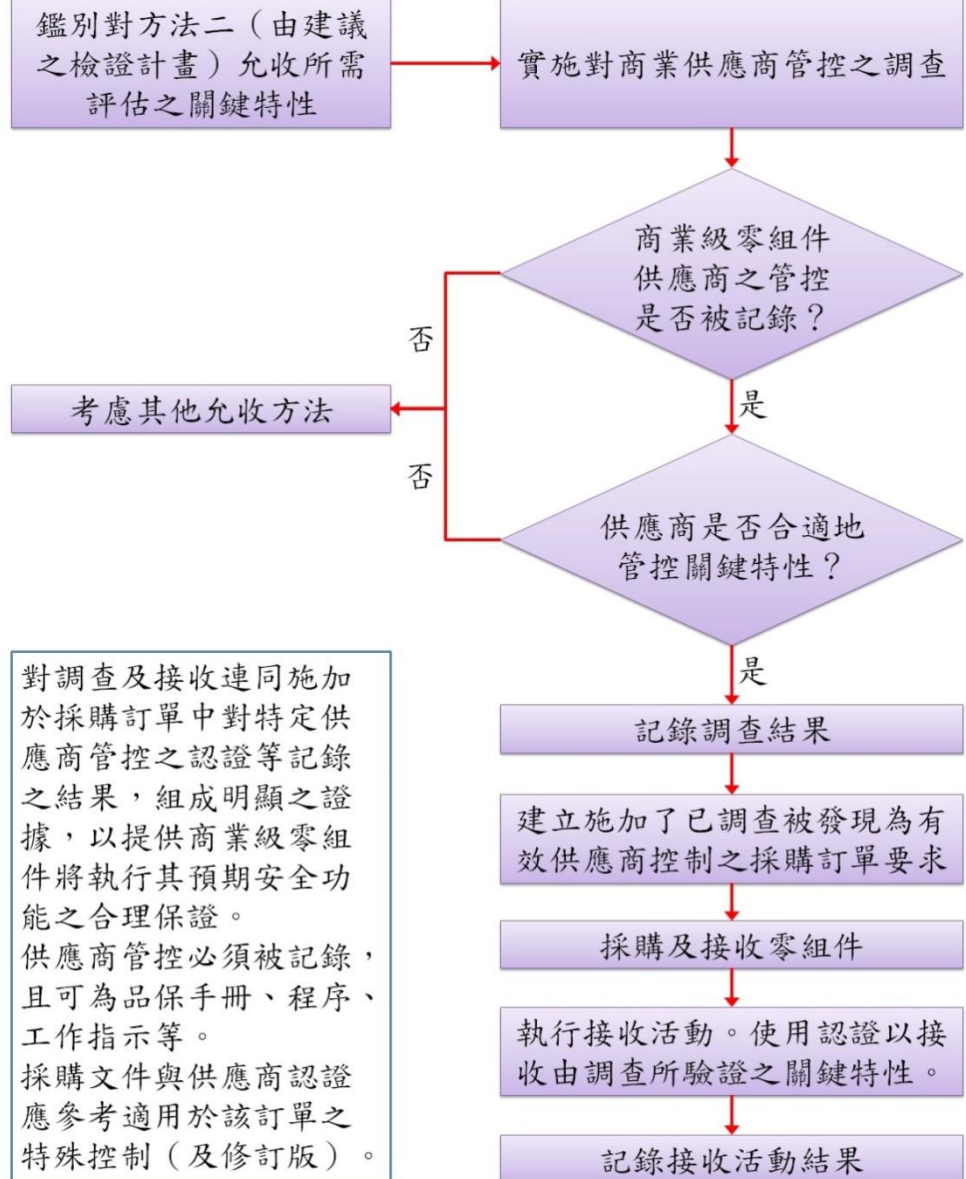 鑑別對方法二（由建議
之檢證計畫）允收所需
評估之關鍵特性
實施對商業供應商管控之調查
商業級零組件
供應商之管控
是否被記錄？
否
是
考慮其他允收方法
否
供應商是否合適地
管控關鍵特性？
是
記錄調查結果
建立施加了已調查被發現為有
效供應商控制之採購訂單要求
採購及接收零組件
執行接收活動。使用認證以接
收由調查所驗證之關鍵特性。
記錄接收活動結果
對調查及接收連同施加
於採購訂單中對特定供
應商管控之認證等記錄
之結果，組成明顯之證
據，以提供商業級零組
件將執行其預期安全功
能之合理保證。
供應商管控必須被記錄，
且可為品保手冊、程序、
工作指示等。
採購文件與供應商認證
應參考適用於該訂單之
特殊控制（及修訂版）。